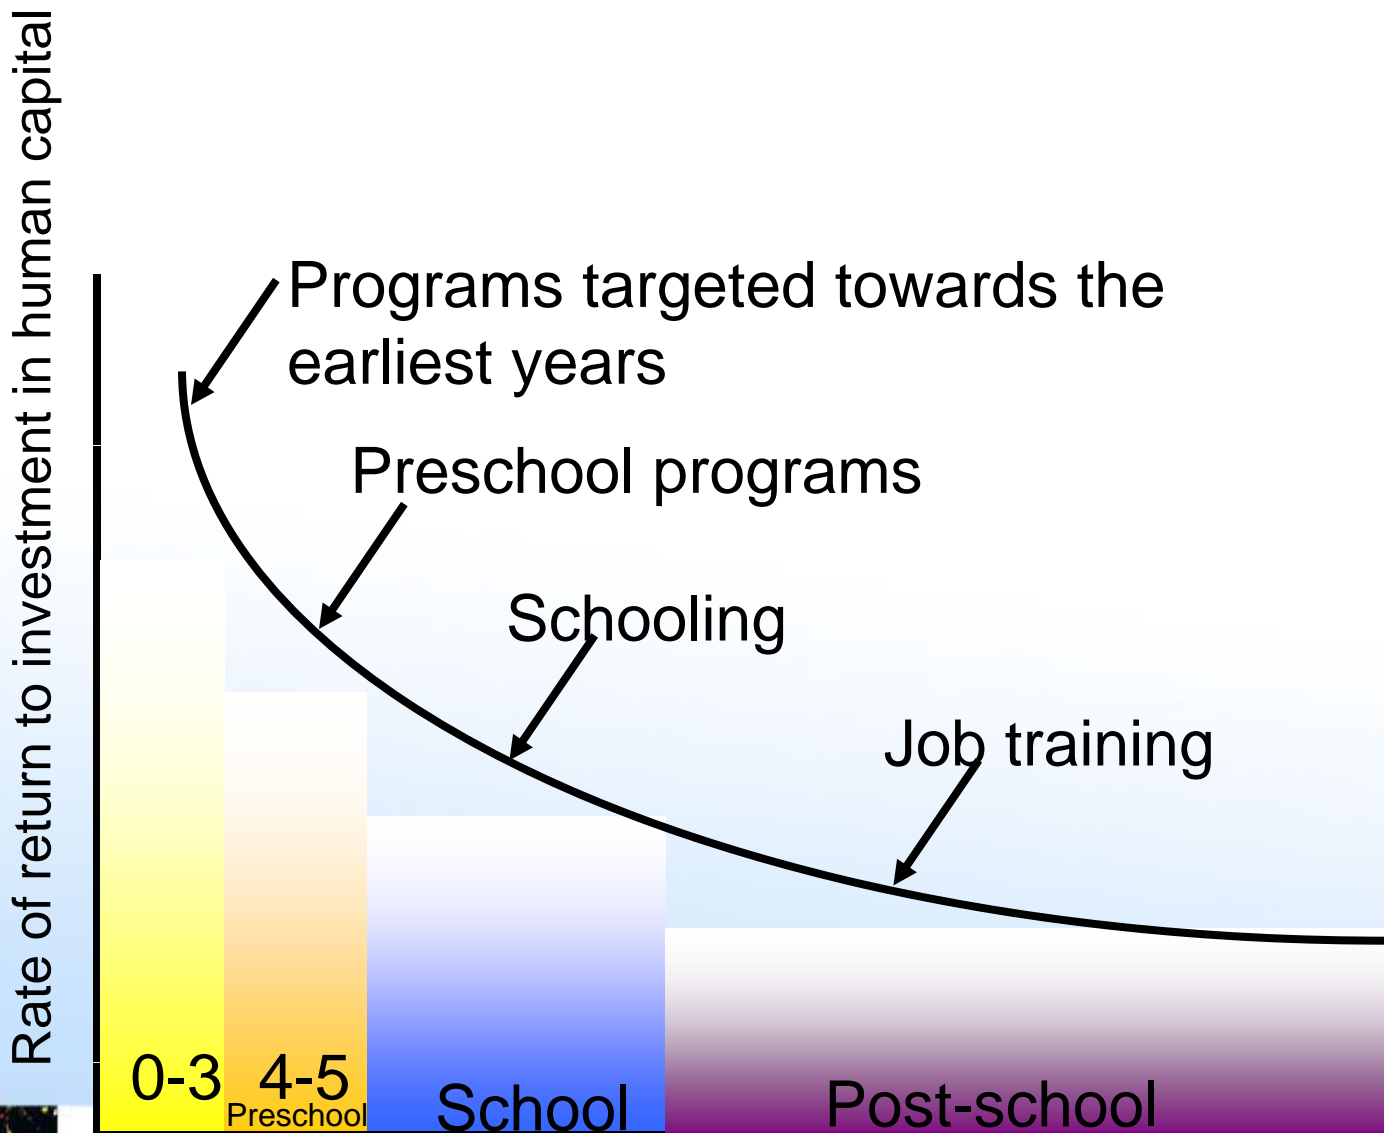 Rate of return to investment in human capital
Programs targeted towards the
earliest years
Preschool programs
Schooling
Job training
0-3
4-5
Preschool
School
Post-school